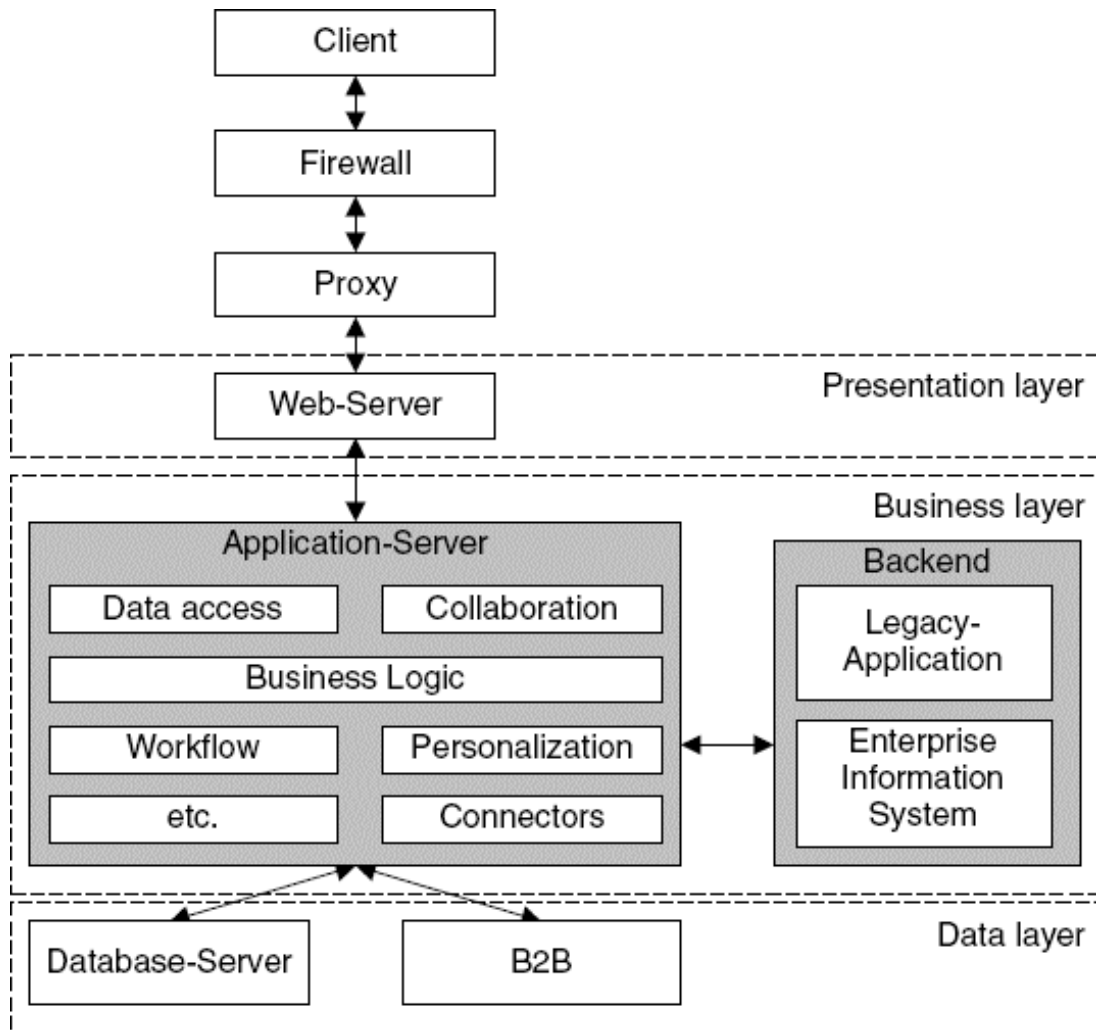 Client
Firewall
Proxy
Presentation layer
Web-Server
Business layer
Application-Server
Backend
Data access
Collaboration
Legacy-
Application
Business Logic
Workflow
Personalization
Enterprise
Information
System
etc.
Connectors
Data layer
Database-Server
B2B